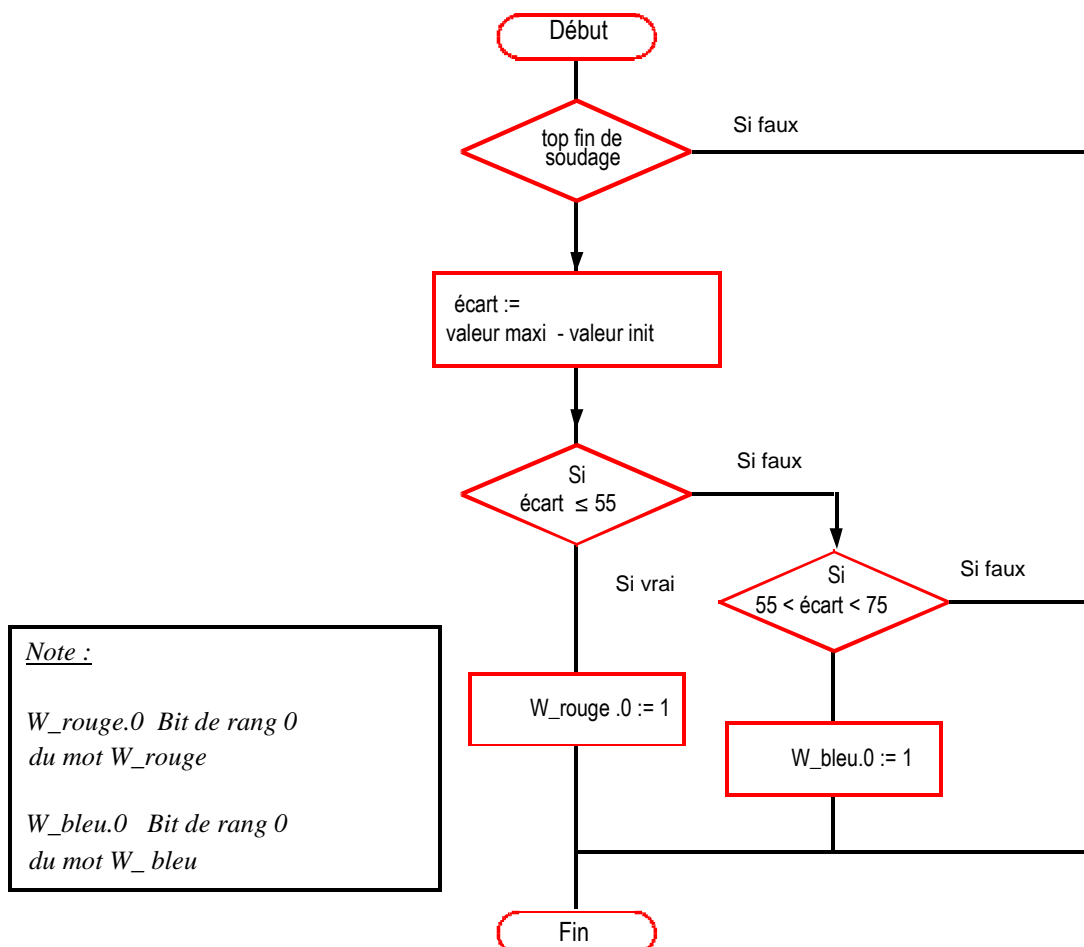 Début
top fin de
soudage
Si faux
écart :=
valeur maxi - valeur init
Si
écart ≤ 55
Si faux
Si vrai
Si
55 < écart < 75
Si faux
W_rouge .0 := 1
W_bleu.0 := 1
Note :
W_rouge.0 Bit de rang 0
du mot W_rouge
W_bleu.0 Bit de rang 0
du mot W_ bleu
Fin